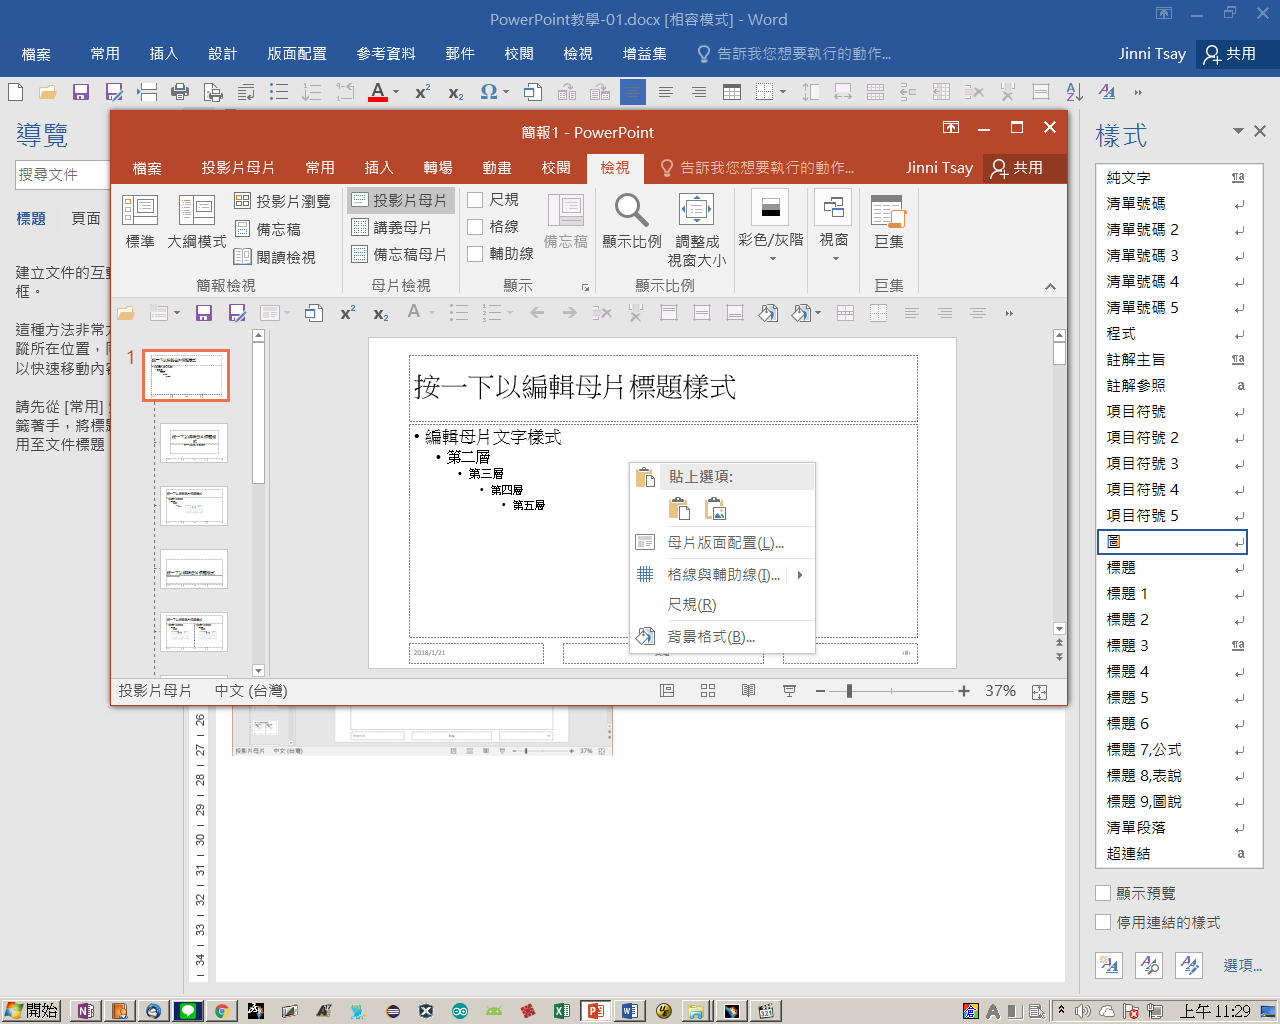 PowerPoint教學-01.docx [相容模式] - Word
檔案 常用 插入 設計 版面配置 參考資料 郵件 校閱 檢視 增益集 告訴我您想要執行的動作... Jinni Tsay 共用
導覽
搜尋文件
標題 頁面
建立文件的互動
框。
這種方法非常
蹤所在位置，
以快速移動內容
請先從 [常用]
籤著手，將標題
用至文件標題
簡報1 - PowerPoint
檔案 投影片母片 常用 插入 轉場 動畫 校閱 檢視 告訴我您想要執行的動作... Jinni Tsay 共用
標準 大綱模式 投影片瀏覽 備忘稿 閱讀檢視
簡報檢視
投影片母片 講義母片 備忘稿母片
母片檢視
尺規 格線 輔助線 備忘稿
顯示
顯示比例 調整成視窗大小
顯示比例
彩色/灰階
視窗
巨集
巨集
1
按一下以編輯母片標題樣式
• 編輯母片文字樣式
• 第二層
• 第三層
• 第四層
• 第五層
2018/1/21
貼上選項:
母片版面配置(L)...
格線與輔助線(I)...
尺規(R)
背景格式(B)...
投影片母片 中文 (台灣) 37%
投影片母片 中文 (台灣) 37%
26
27
28
29
30
31
32
33
34
樣式
純文字
清單號碼
清單號碼 2
清單號碼 3
清單號碼 4
清單號碼 5
程式
註解主旨
註解參照
項目符號
項目符號 2
項目符號 3
項目符號 4
項目符號 5
圖
標題
標題 1
標題 2
標題 3
標題 4
標題 5
標題 6
標題 7,公式
標題 8,表說
標題 9,圖說
清單段落
超連結
顯示預覽
停用連結的樣式
選項...
開始 上午 11:29